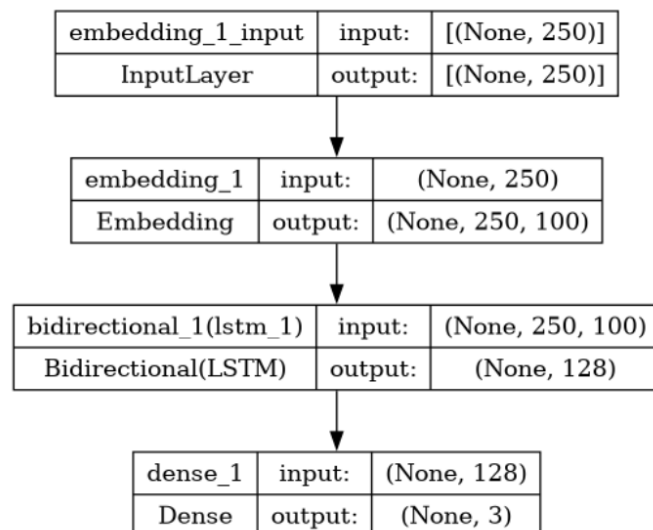 embedding_1_input input: [(None, 250)]
InputLayer output: [(None, 250)]
embedding_1 input: (None, 250)
Embedding output: (None, 250, 100)
bidirectional_1(lstm_1) input: (None, 250, 100)
Bidirectional(LSTM) output: (None, 128)
dense_1 input: (None, 128)
Dense output: (None, 3)